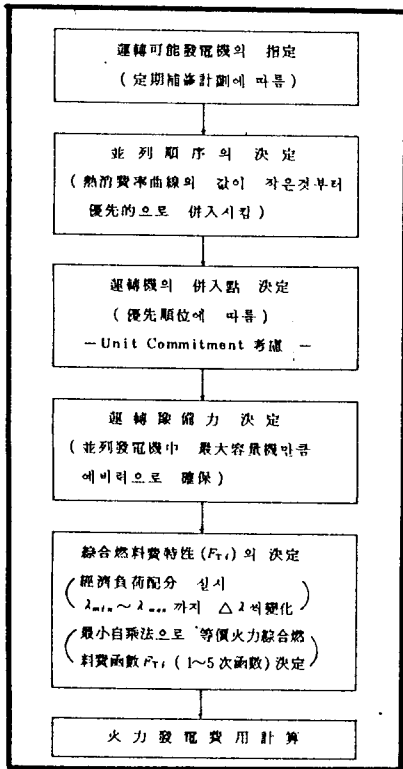 運轉可能發電機의 指定
(定期補修計劃에 따름)
並列順序의 決定
(熱消費率曲線의 값이 작은것부터
優先的으로 併入시킴)
運轉機의 併入點 決定
(優先順位에 따름)
— Unit Commitment 考慮 —
運轉豫備力 決定
(並列發電機中 最大容量機만큼
예비력으로 確保)
綜合燃料費特性 (F_Ti) 의 決定
(經濟負荷配分 실시
λmin ~ λmax 까지 △λ씩變化)
(最小自乘法으로 等價火力綜合燃
料費函數 F_Ti (1~5次函數) 決定)
火力發電費用計算